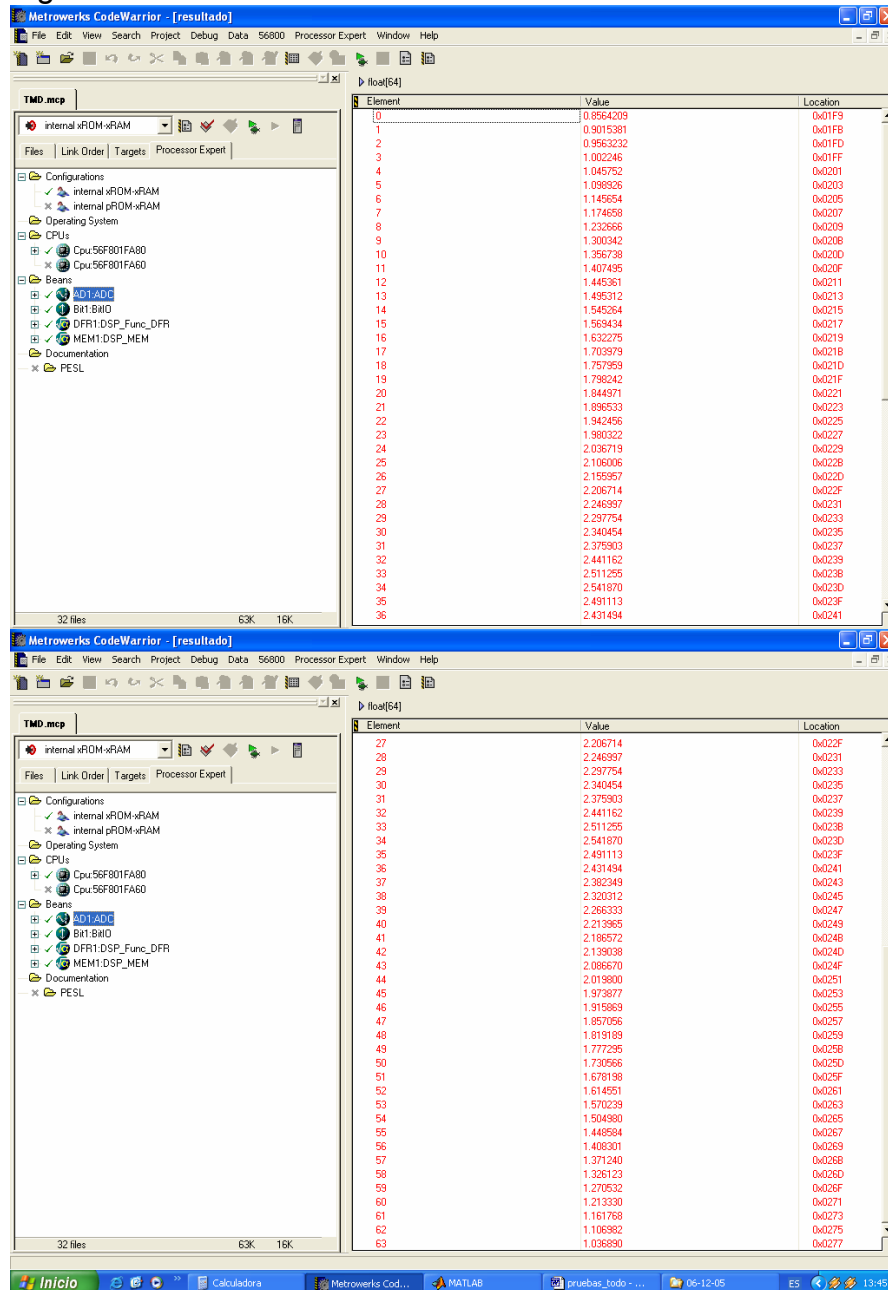 Metrowerks CodeWarrior - [resultado]
File Edit View Search Project Debug Data 56800 Processor Expert Window Help
float[64]
TMD.mcp
Element Value Location
internal xROM-xRAM
Files Link Order Targets Processor Expert
Configurations
internal xROM-xRAM
internal pROM-xRAM
Operating System
CPUs
Cpu:56F801FA80
Cpu:56F801FA60
Beans
AD1:ADC
Bit1:BitIO
DFR1:DSP_Func_DFR
MEM1:DSP_MEM
Documentation
PESL
0 0.8564209 0x01F9
1 0.9015381 0x01FB
2 0.9563232 0x01FD
3 1.002246 0x01FF
4 1.045752 0x0201
5 1.098926 0x0203
6 1.145654 0x0205
7 1.174658 0x0207
8 1.232666 0x0209
9 1.300342 0x020B
10 1.356738 0x020D
11 1.407495 0x020F
12 1.445361 0x0211
13 1.495312 0x0213
14 1.545264 0x0215
15 1.569434 0x0217
16 1.632275 0x0219
17 1.703979 0x021B
18 1.757959 0x021D
19 1.798242 0x021F
20 1.844971 0x0221
21 1.896533 0x0223
22 1.942456 0x0225
23 1.980322 0x0227
24 2.036719 0x0229
25 2.106006 0x022B
26 2.155957 0x022D
27 2.206714 0x022F
28 2.246997 0x0231
29 2.297754 0x0233
30 2.340454 0x0235
31 2.375903 0x0237
32 2.441162 0x0239
33 2.511255 0x023B
34 2.541870 0x023D
35 2.491113 0x023F
36 2.431494 0x0241
32 files 63K 16K
Metrowerks CodeWarrior - [resultado]
File Edit View Search Project Debug Data 56800 Processor Expert Window Help
float[64]
TMD.mcp
Element Value Location
internal xROM-xRAM
Files Link Order Targets Processor Expert
Configurations
internal xROM-xRAM
internal pROM-xRAM
Operating System
CPUs
Cpu:56F801FA80
Cpu:56F801FA60
Beans
AD1:ADC
Bit1:BitIO
DFR1:DSP_Func_DFR
MEM1:DSP_MEM
Documentation
PESL
27 2.206714 0x022F
28 2.246997 0x0231
29 2.297754 0x0233
30 2.340454 0x0235
31 2.375903 0x0237
32 2.441162 0x0239
33 2.511255 0x023B
34 2.541870 0x023D
35 2.491113 0x023F
36 2.431494 0x0241
37 2.382349 0x0243
38 2.320312 0x0245
39 2.266333 0x0247
40 2.213965 0x0249
41 2.186572 0x024B
42 2.139038 0x024D
43 2.086670 0x024F
44 2.019800 0x0251
45 1.973877 0x0253
46 1.915869 0x0255
47 1.857056 0x0257
48 1.819189 0x0259
49 1.777295 0x025B
50 1.730566 0x025D
51 1.678198 0x025F
52 1.614551 0x0261
53 1.570239 0x0263
54 1.504980 0x0265
55 1.448584 0x0267
56 1.408301 0x0269
57 1.371240 0x026B
58 1.326123 0x026D
59 1.270532 0x026F
60 1.213330 0x0271
61 1.161768 0x0273
62 1.106982 0x0275
63 1.036890 0x0277
32 files 63K 16K
Inicio Calculadora Metrowerks Cod... MATLAB pruebas_todo - ... 06-12-05 ES 13:45